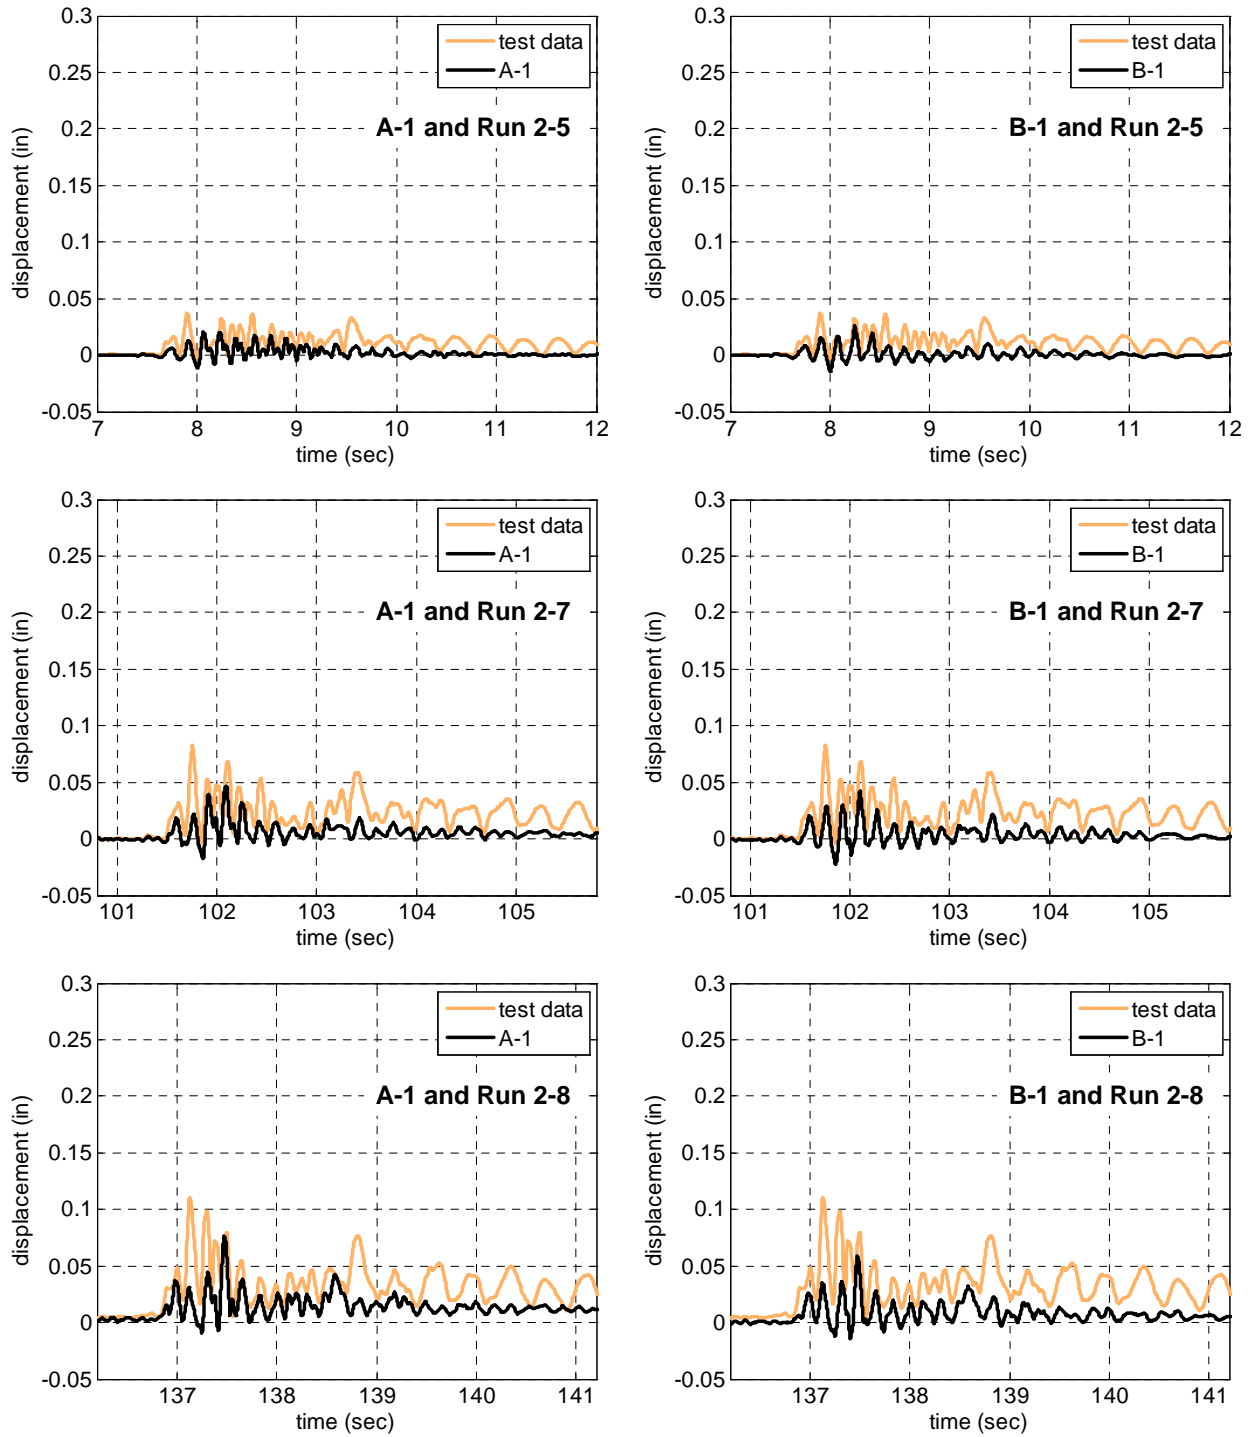 0.3
0.25
0.2
0.15
0.1
0.05
0
-0.05
displacement (in)
test data
A-1
A-1 and Run 2-5
7 8 9 10 11 12
time (sec)
0.3
0.25
0.2
0.15
0.1
0.05
0
-0.05
displacement (in)
test data
B-1
B-1 and Run 2-5
7 8 9 10 11 12
time (sec)
0.3
0.25
0.2
0.15
0.1
0.05
0
-0.05
displacement (in)
test data
A-1
A-1 and Run 2-7
101 102 103 104 105
time (sec)
0.3
0.25
0.2
0.15
0.1
0.05
0
-0.05
displacement (in)
test data
B-1
B-1 and Run 2-7
101 102 103 104 105
time (sec)
0.3
0.25
0.2
0.15
0.1
0.05
0
-0.05
displacement (in)
test data
A-1
A-1 and Run 2-8
137 138 139 140 141
time (sec)
0.3
0.25
0.2
0.15
0.1
0.05
0
-0.05
displacement (in)
test data
B-1
B-1 and Run 2-8
137 138 139 140 141
time (sec)